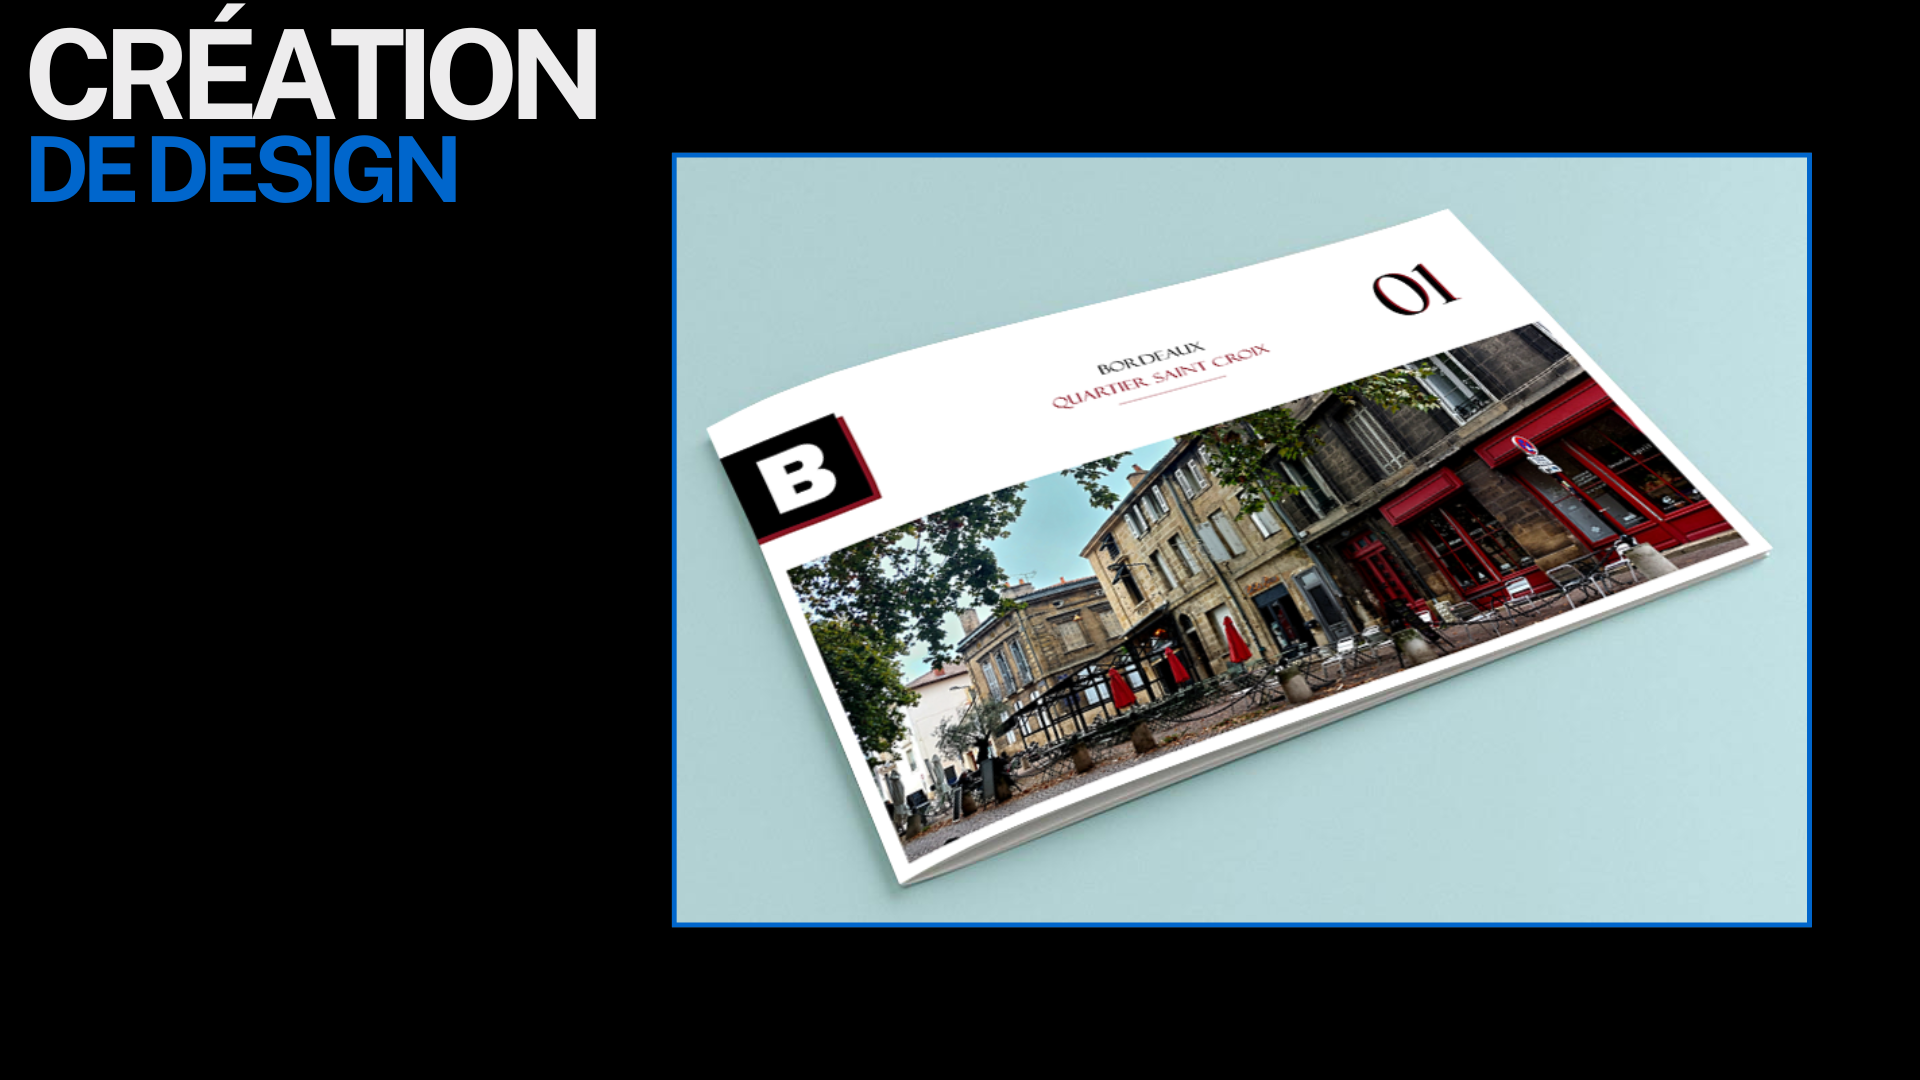 CRÉATION
DE DESIGN
01
BORDEAUX
QUARTIER SAINT CROIX
B